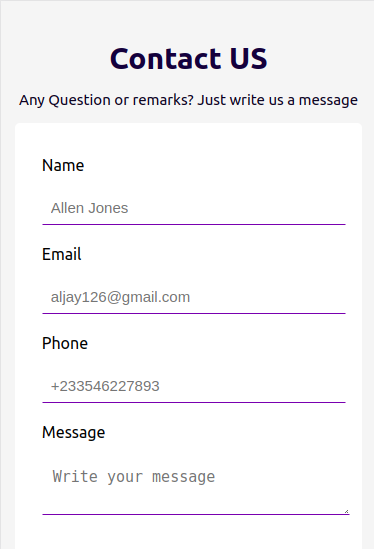 Contact US
Any Question or remarks? Just write us a message
Name
Allen Jones
Email
aljay126@gmail.com
Phone
+233546227893
Message
Write your message